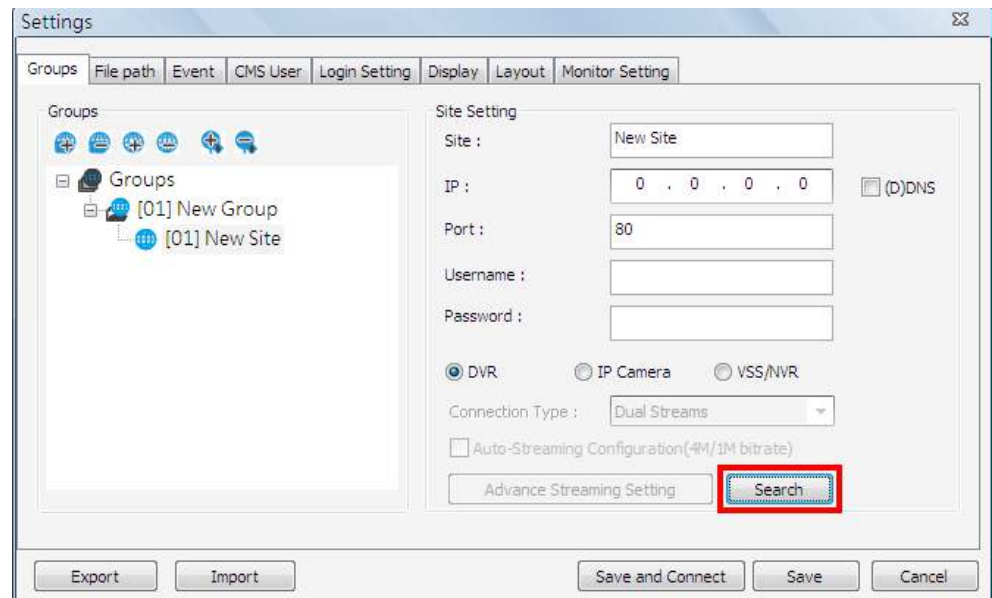 Settings
Groups File path Event CMS User Login Setting Display Layout Monitor Setting
Groups
Groups
[01] New Group
[01] New Site
Site Setting
Site : New Site
IP : 0 . 0 . 0 . 0 (D)DNS
Port : 80
Username :
Password :
DVR IP Camera VSS/NVR
Connection Type : Dual Streams
Auto-Streaming Configuration(4M/1M bitrate)
Advance Streaming Setting Search
Export Import Save and Connect Save Cancel